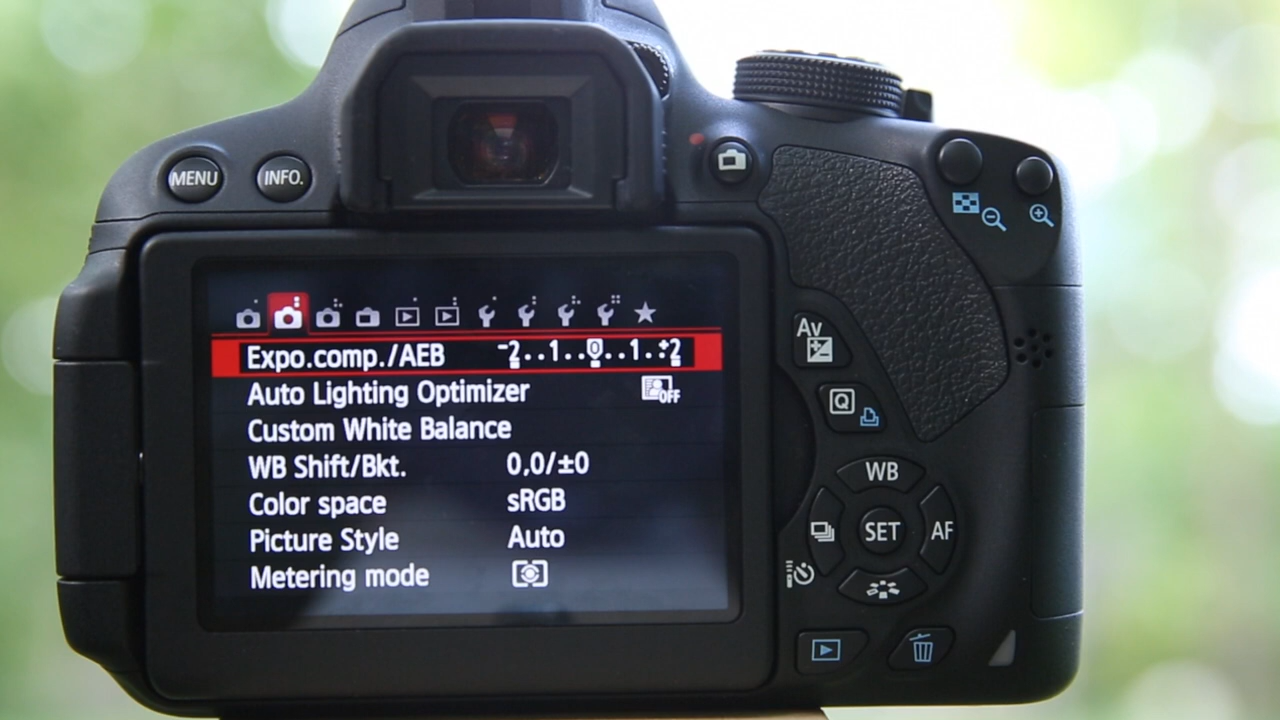 MENU INFO.
Expo.comp./AEB -2..1..0..1..+2
Auto Lighting Optimizer OFF
Custom White Balance
WB Shift/Bkt. 0,0/±0
Color space sRGB
Picture Style Auto
Metering mode
Av
Q
WB
SET AF